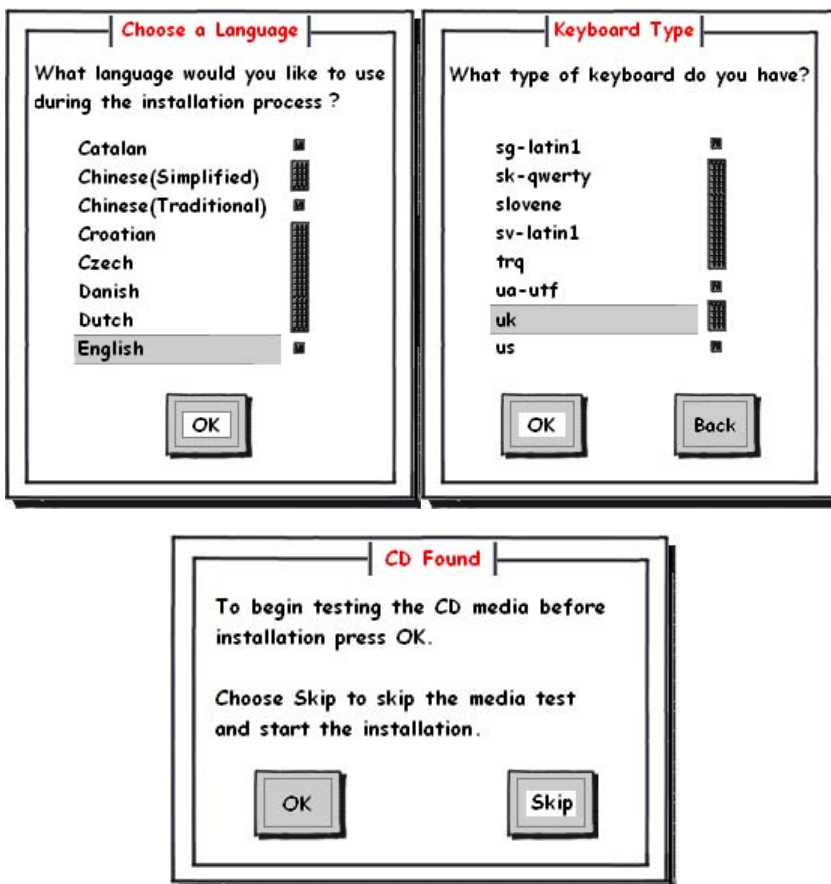 Choose a Language
What language would you like to use
during the installation process ?
Catalan
Chinese(Simplified)
Chinese(Traditional)
Croatian
Czech
Danish
Dutch
English
OK
Keyboard Type
What type of keyboard do you have?
sg-latin1
sk-qwerty
slovene
sv-latin1
trq
ua-utf
uk
us
OK
Back
CD Found
To begin testing the CD media before
installation press OK.
Choose Skip to skip the media test
and start the installation.
OK
Skip